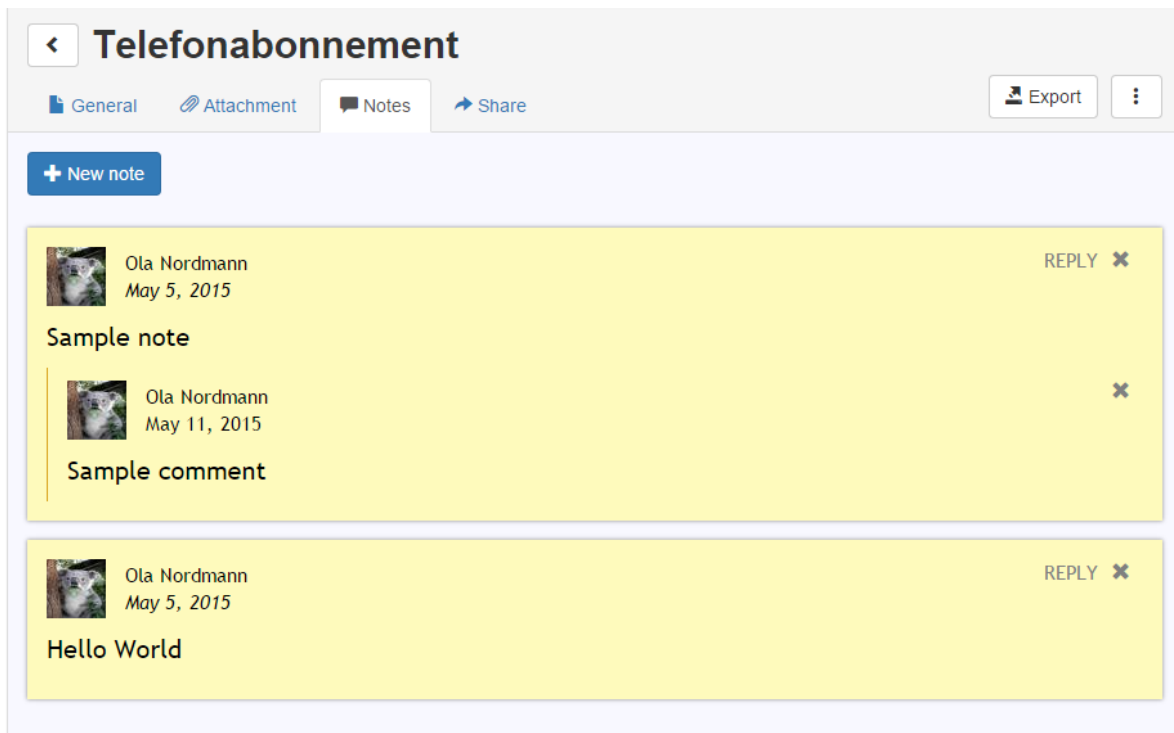 Telefonabonnement
General Attachment Notes Share Export
New note
Ola Nordmann REPLY
May 5, 2015
Sample note
Ola Nordmann
May 11, 2015
Sample comment
Ola Nordmann REPLY
May 5, 2015
Hello World